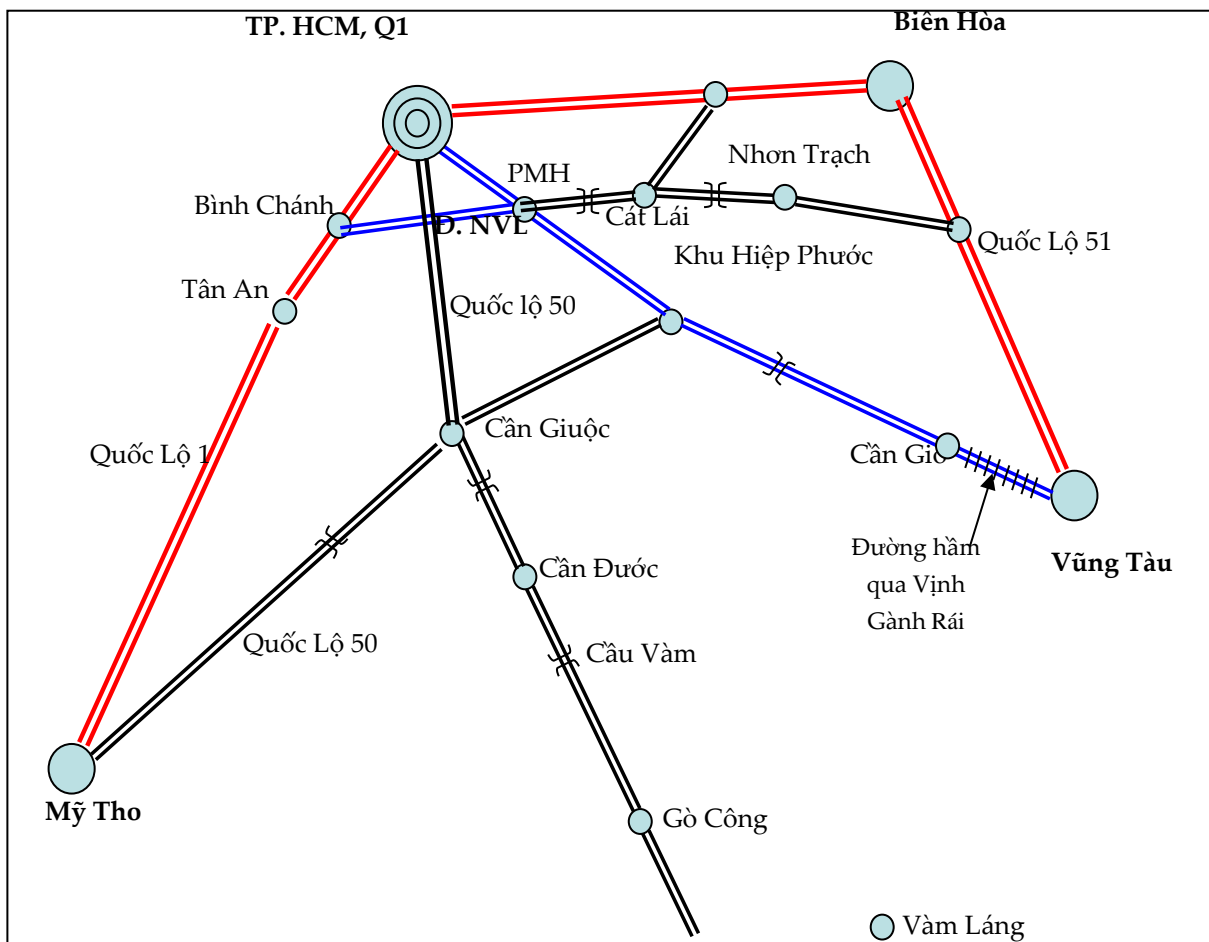 TP. HCM, Q1
Biên Hòa
PMH
Nhơn Trạch
Bình Chánh
Cát Lái
Đ. NVL
Quốc Lộ 51
Khu Hiệp Phước
Tân An
Quốc lộ 50
Cần Giuộc
Quốc Lộ 1
Cần Giờ
Đường hầm
qua Vịnh
Gành Rái
Vũng Tàu
Cần Đước
Quốc Lộ 50
Cầu Vàm
Mỹ Tho
Gò Công
Vàm Láng